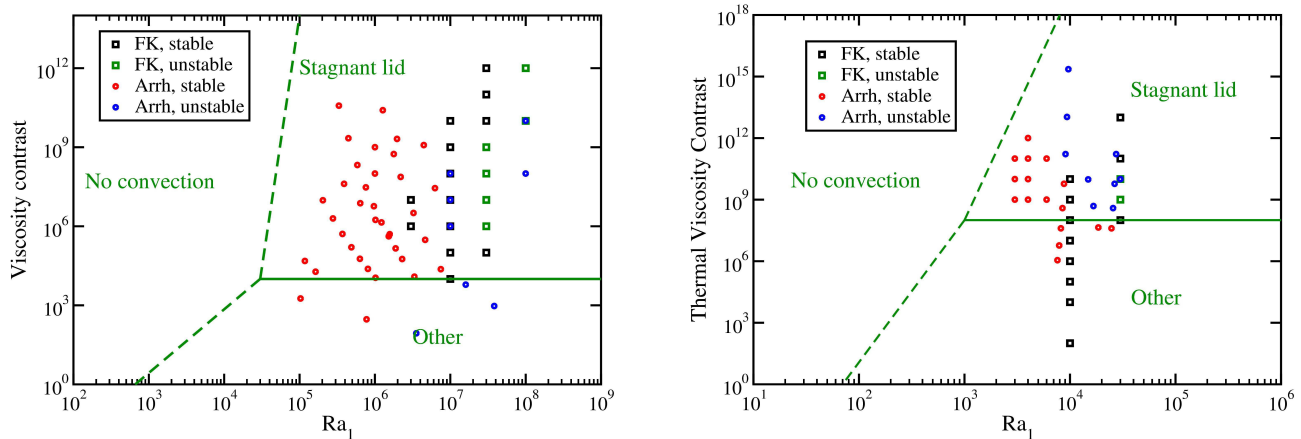 FK, stable
FK, unstable
Arrh, stable
Arrh, unstable
Stagnant lid
No convection
Other
Viscosity contrast
10^12
10^9
10^6
10^3
10^0
10^2 10^3 10^4 10^5 10^6 10^7 10^8 10^9
Ra_1
FK, stable
FK, unstable
Arrh, stable
Arrh, unstable
Stagnant lid
No convection
Other
Thermal Viscosity Contrast
10^18
10^15
10^12
10^9
10^6
10^3
10^0
10^1 10^2 10^3 10^4 10^5 10^6
Ra_1